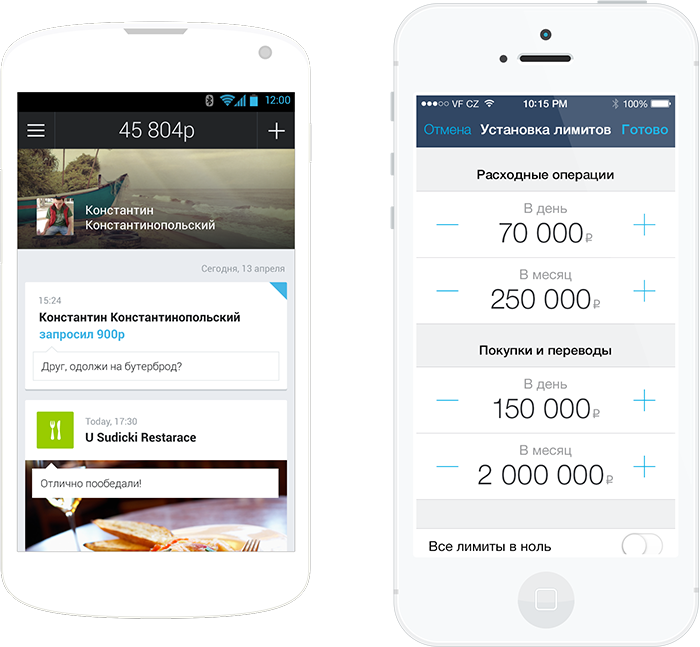 12:00
45 804р
Константин
Константинопольский
Сегодня, 13 апреля
15:24
Константин Константинопольский
запросил 900р
Друг, одолжи на бутерброд?
Today, 17:30
U Sudicki Restarace
Отлично пообедали!
VF CZ 10:15 PM 100%
Отмена Установка лимитов Готово
Расходные операции
В день
70 000₽
В месяц
250 000₽
Покупки и переводы
В день
150 000₽
В месяц
2 000 000₽
Все лимиты в ноль